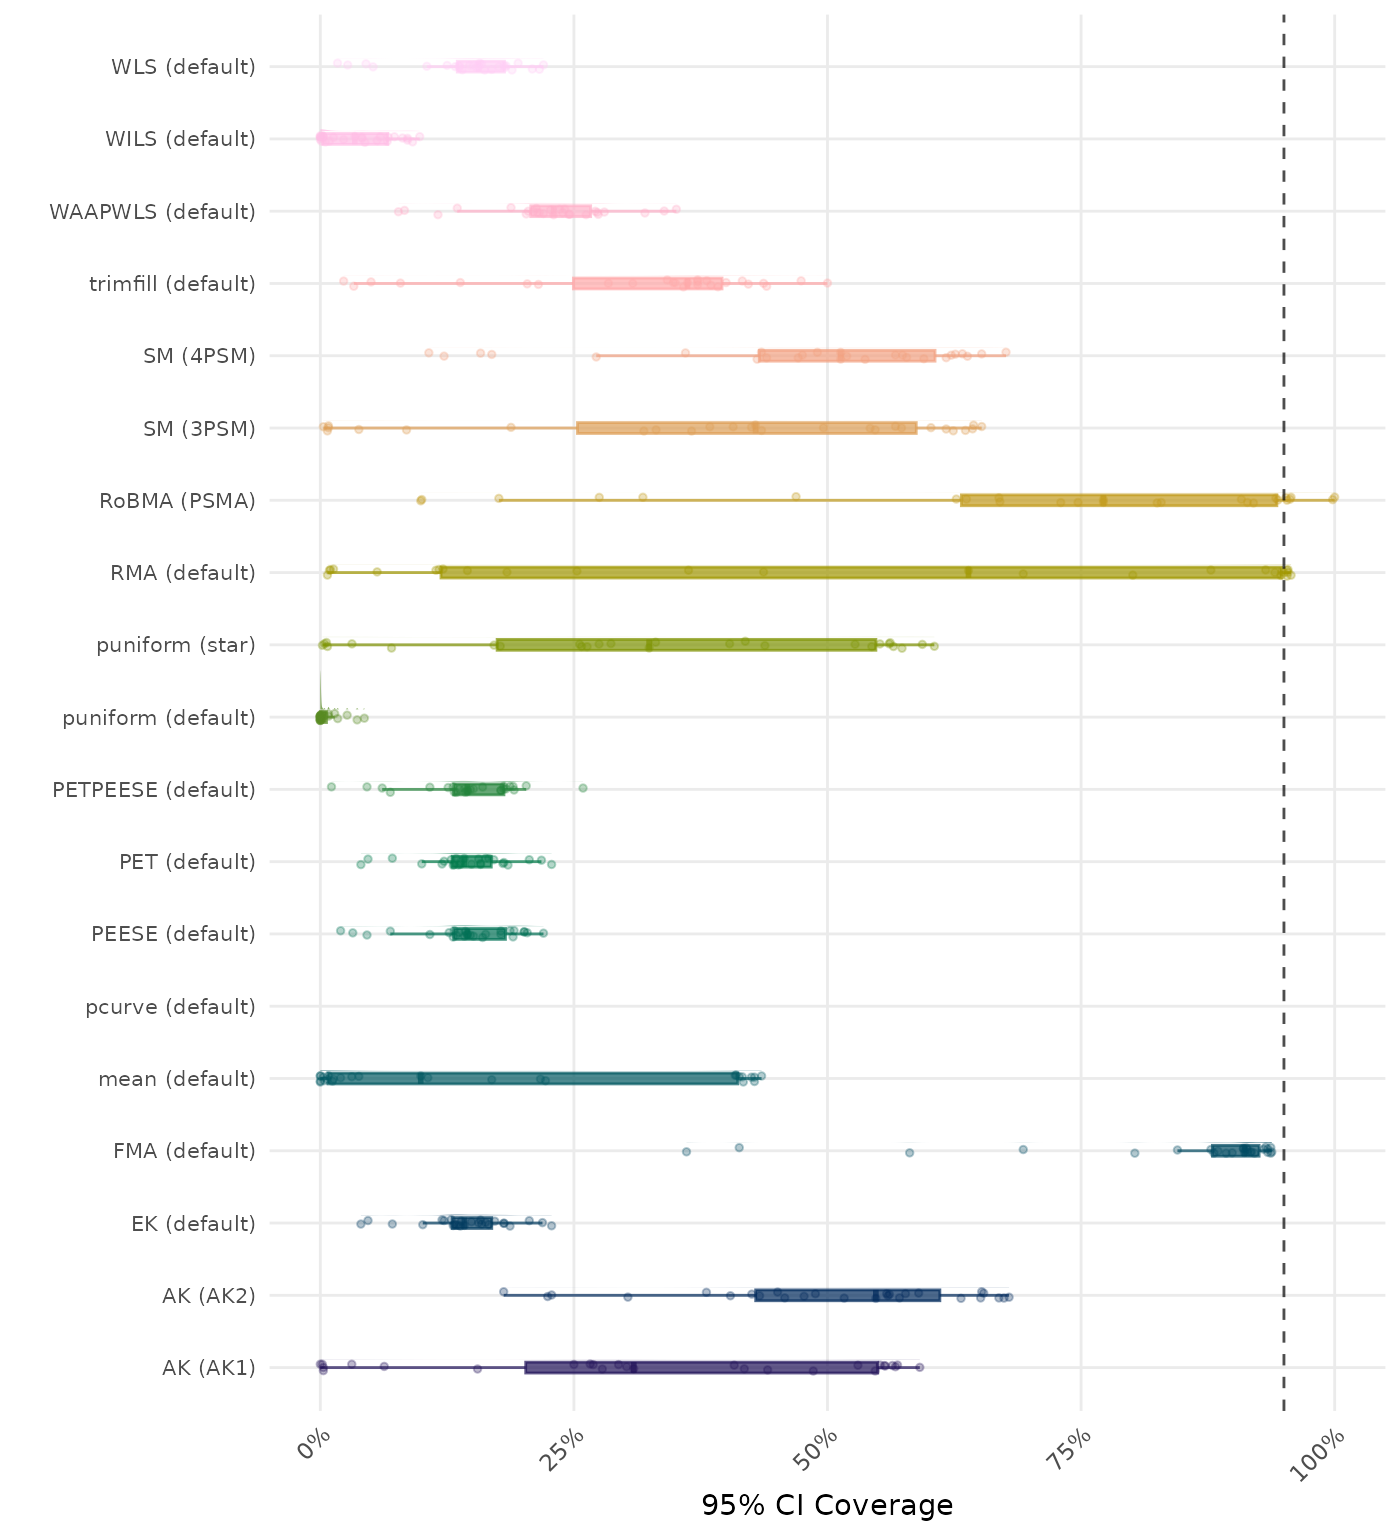 WLS (default)
WILS (default)
WAAPWLS (default)
trimfill (default)
SM (4PSM)
SM (3PSM)
RoBMA (PSMA)
RMA (default)
puniform (star)
puniform (default)
PETPEESE (default)
PET (default)
PEESE (default)
pcurve (default)
mean (default)
FMA (default)
EK (default)
AK (AK2)
AK (AK1)
0%
25%
50%
75%
100%
95% CI Coverage